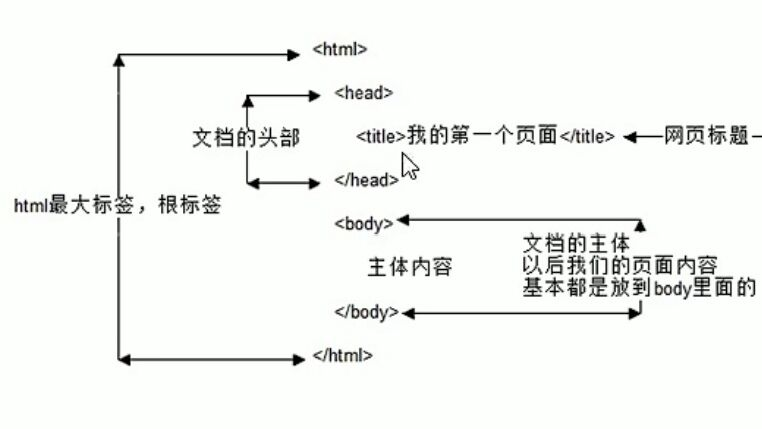 <html>
<head>
文档的头部
<title>我的第一个页面</title>
网页标题
</head>
html最大标签，根标签
<body>
主体内容
文档的主体
以后我们的页面内容
基本都是放到body里面的
</body>
</html>